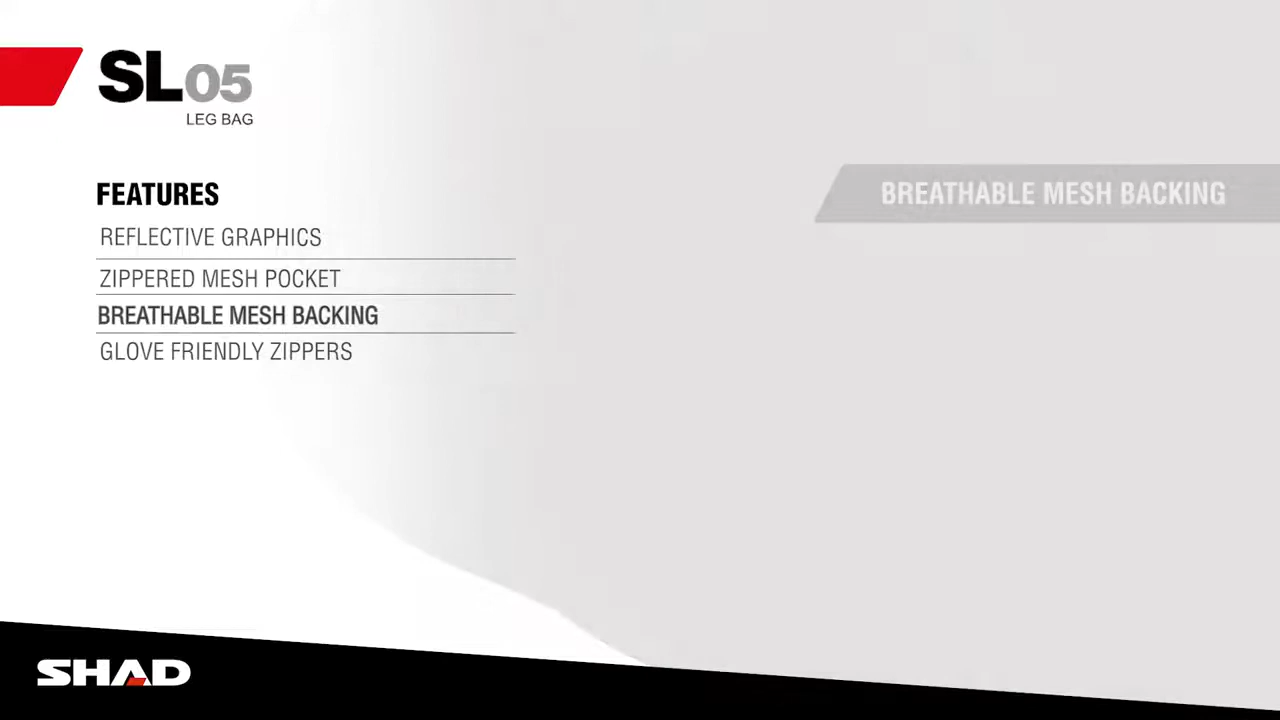 SL05
LEG BAG
FEATURES
REFLECTIVE GRAPHICS
ZIPPERED MESH POCKET
BREATHABLE MESH BACKING
GLOVE FRIENDLY ZIPPERS
BREATHABLE MESH BACKING
SHAD